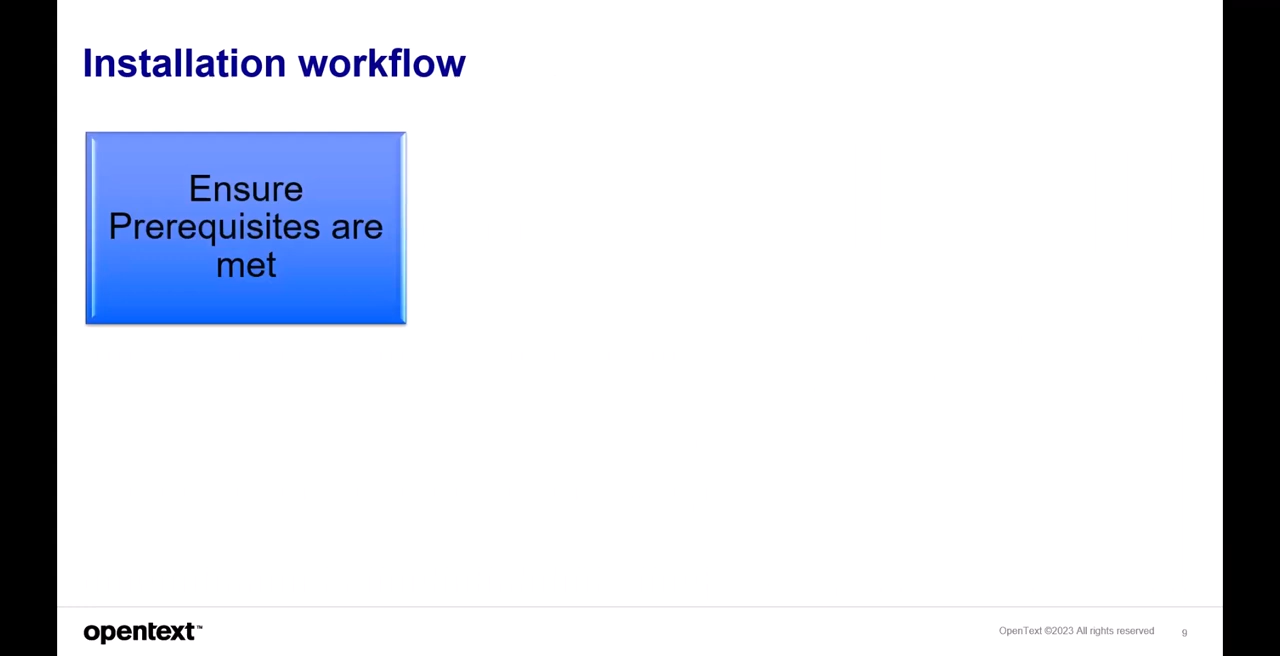 Installation workflow
Ensure
Prerequisites are
met
opentext™
OpenText ©2023 All rights reserved
9